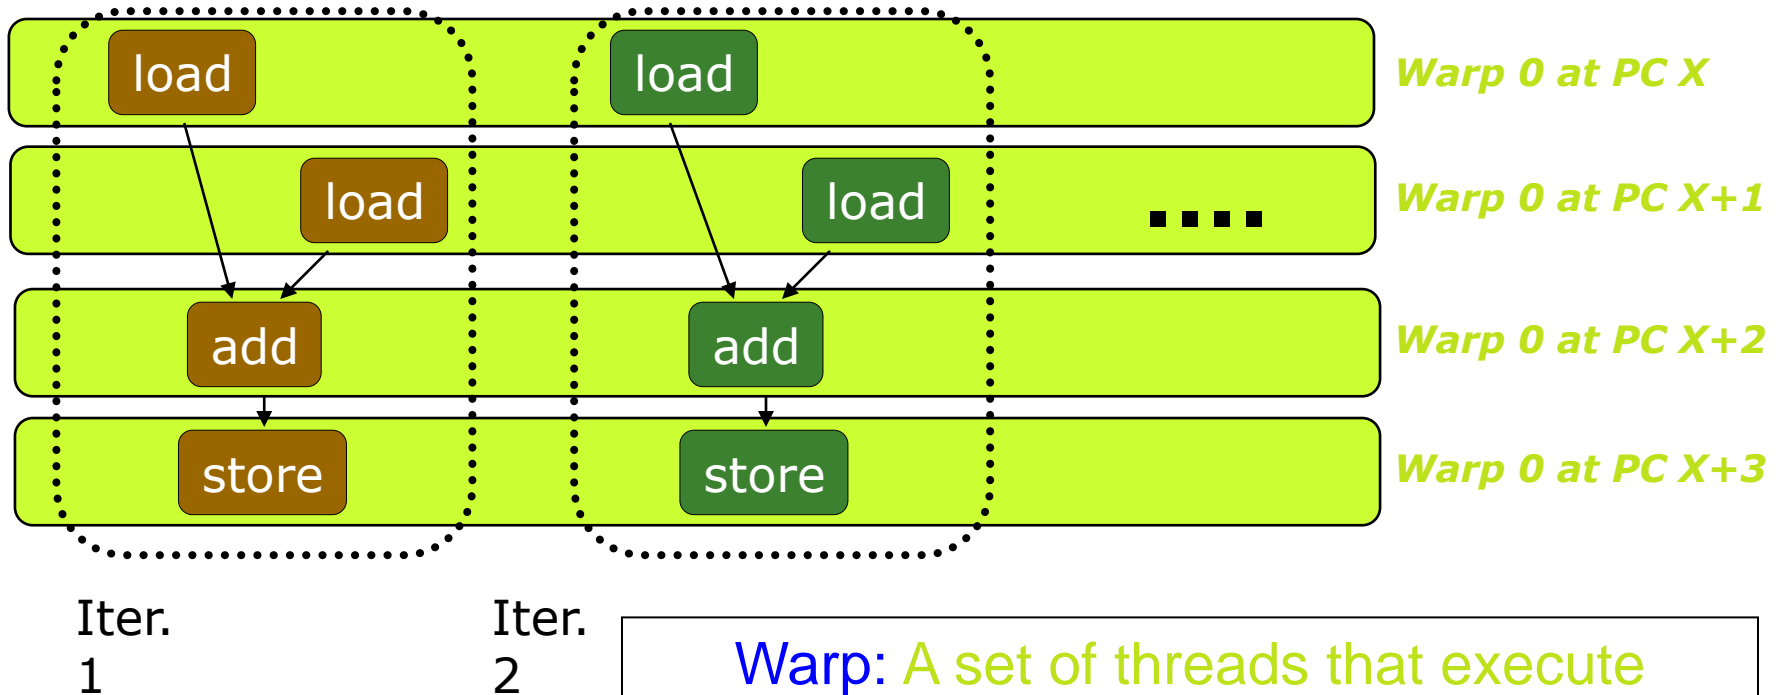 load load Warp 0 at PC X
load load Warp 0 at PC X+1
add add Warp 0 at PC X+2
store store Warp 0 at PC X+3
Iter. Iter.
1 2
Warp: A set of threads that execute